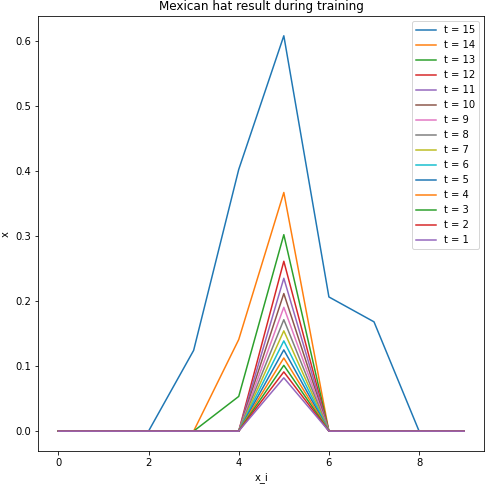 Mexican hat result during training
t = 15
t = 14
t = 13
t = 12
t = 11
t = 10
t = 9
t = 8
t = 7
t = 6
t = 5
t = 4
t = 3
t = 2
t = 1
0.6
0.5
0.4
0.3
0.2
0.1
0.0
x
0 2 4 6 8
x_i